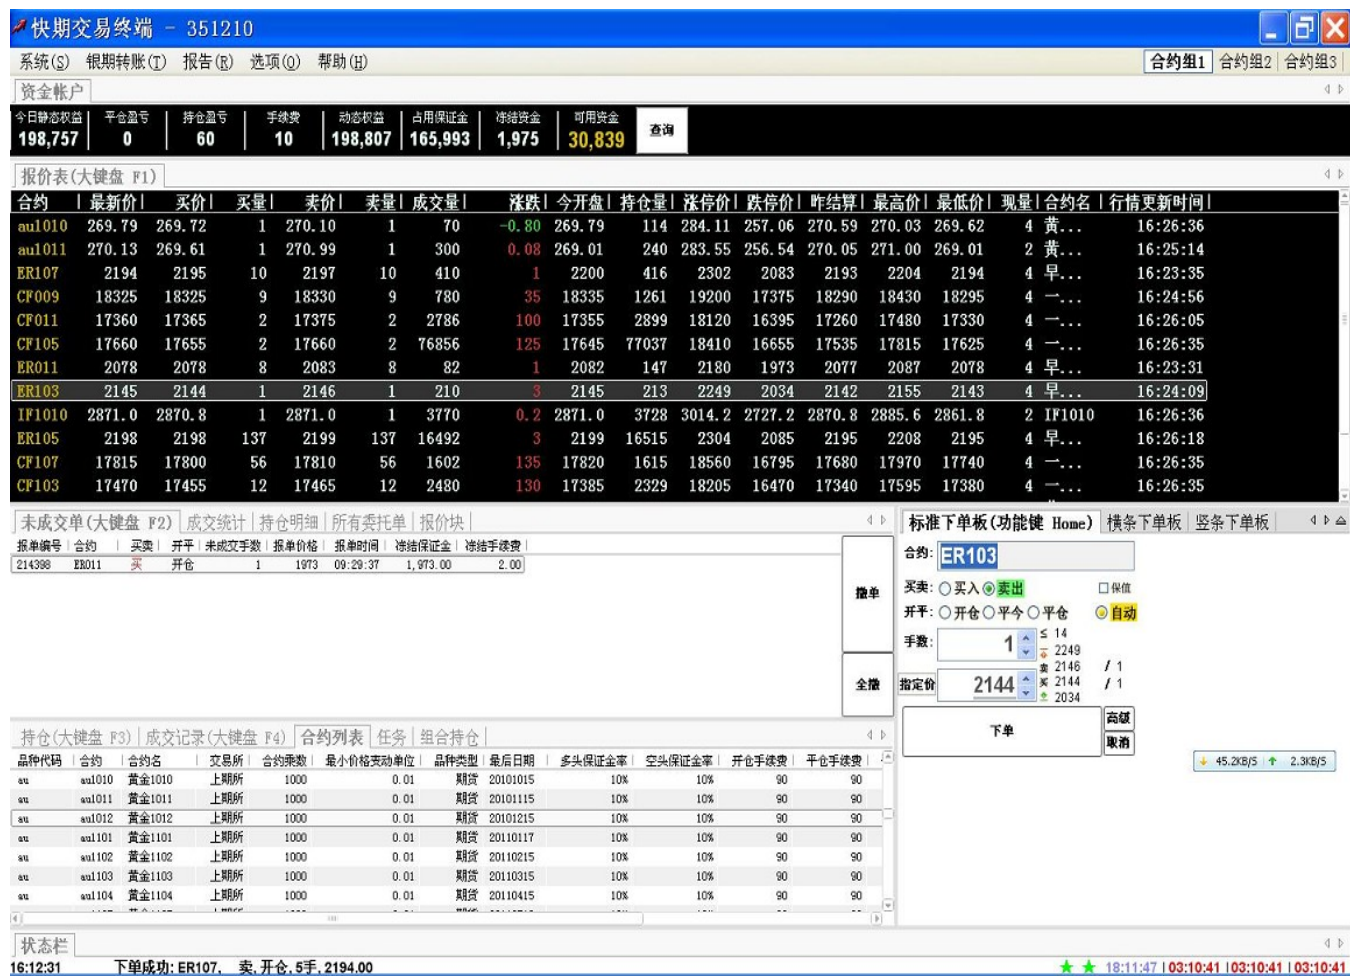 快期交易终端 - 351210
系统(S) 银期转账(T) 报告(R) 选项(O) 帮助(H) 合约组1 合约组2 合约组3
资金帐户
今日静态权益 平仓盈亏 持仓盈亏 手续费 动态权益 占用保证金 冻结资金 可用资金 查询
198,757 0 60 10 198,807 165,993 1,975 30,839
报价表(大键盘 F1)
合约 最新价 买价 买量 卖价 卖量 成交量 涨跌 今开盘 持仓量 涨停价 跌停价 昨结算 最高价 最低价 现量 合约名 行情更新时间
au1010 269.79 269.72 1 270.10 1 70 -0.80 269.79 114 284.11 257.06 270.59 270.03 269.62 4 黄... 16:26:36
au1011 270.13 269.61 1 270.99 1 300 0.08 269.01 240 283.55 256.54 270.05 271.00 269.01 2 黄... 16:25:14
ER107 2194 2195 10 2197 10 410 1 2200 416 2302 2083 2193 2204 2194 4 早... 16:23:35
CF009 18325 18325 9 18330 9 780 35 18335 1261 19200 17375 18290 18430 18295 4 一... 16:24:56
CF011 17360 17365 2 17375 2 2786 100 17355 2899 18120 16395 17260 17480 17330 4 一... 16:26:05
CF105 17660 17655 2 17660 2 76856 125 17645 77037 18410 16655 17535 17815 17625 4 一... 16:26:35
ER011 2078 2078 8 2083 8 82 1 2082 147 2180 1973 2077 2087 2078 4 早... 16:23:31
ER103 2145 2144 1 2146 1 210 3 2145 213 2249 2034 2142 2155 2143 4 早... 16:24:09
IF1010 2871.0 2870.8 1 2871.0 1 3770 0.2 2871.0 3728 3014.2 2727.2 2870.8 2885.6 2861.8 2 IF1010 16:26:36
ER105 2198 2198 137 2199 137 16492 3 2199 16515 2304 2085 2195 2208 2195 4 早... 16:26:18
CF107 17815 17800 56 17810 56 1602 135 17820 1615 18560 16795 17680 17970 17740 4 一... 16:26:35
CF103 17470 17455 12 17465 12 2480 130 17385 2329 18205 16470 17340 17595 17380 4 一... 16:26:35
未成交单(大键盘 F2) 成交统计 持仓明细 所有委托单 报价块
报单编号 合约 买卖 开平 未成交手数 报单价格 报单时间 冻结保证金 冻结手续费
214398 ER011 买 开仓 1 1973 09:29:37 1,973.00 2.00
撤单
全撤
标准下单板(功能键 Home) 横条下单板 竖条下单板
合约: ER103
买卖: 买入 卖出 保值
开平: 开仓 平今 平仓 自动
手数: 1 ≤ 14
2249
卖 2146 / 1
指定价 2144 买 2144 / 1
2034
下单 高级
取消
持仓(大键盘 F3) 成交记录(大键盘 F4) 合约列表 任务 组合持仓
品种代码 合约 合约名 交易所 合约乘数 最小价格变动单位 品种类型 最后日期 多头保证金率 空头保证金率 开仓手续费 平仓手续费
au au1010 黄金1010 上期所 1000 0.01 期货 20101015 10% 10% 90 90
au au1011 黄金1011 上期所 1000 0.01 期货 20101115 10% 10% 90 90
au au1012 黄金1012 上期所 1000 0.01 期货 20101215 10% 10% 90 90
au au1101 黄金1101 上期所 1000 0.01 期货 20110117 10% 10% 90 90
au au1102 黄金1102 上期所 1000 0.01 期货 20110215 10% 10% 90 90
au au1103 黄金1103 上期所 1000 0.01 期货 20110315 10% 10% 90 90
au au1104 黄金1104 上期所 1000 0.01 期货 20110415 10% 10% 90 90
45.2KB/S 2.3KB/S
状态栏
16:12:31 下单成功: ER107, 卖, 开仓, 5手, 2194.00 18:11:47 03:10:41 03:10:41 03:10:41